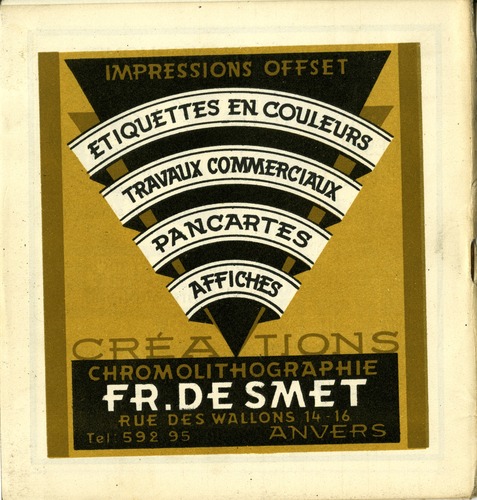 IMPRESSIONS OFFSET
ETIQUETTES EN COULEURS
TRAVAUX COMMERCIAUX
PANCARTES
AFFICHES
CRÉATIONS
CHROMOLITHOGRAPHIE
FR. DE SMET
RUE DES WALLONS 14-16
Tel: 592 95 ANVERS